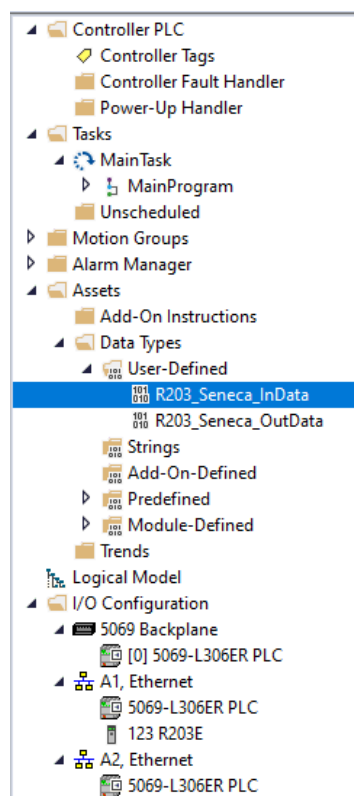 Controller PLC
Controller Tags
Controller Fault Handler
Power-Up Handler
Tasks
MainTask
MainProgram
Unscheduled
Motion Groups
Alarm Manager
Assets
Add-On Instructions
Data Types
User-Defined
R203_Seneca_InData
R203_Seneca_OutData
Strings
Add-On-Defined
Predefined
Module-Defined
Trends
Logical Model
I/O Configuration
5069 Backplane
[0] 5069-L306ER PLC
A1, Ethernet
5069-L306ER PLC
123 R203E
A2, Ethernet
5069-L306ER PLC